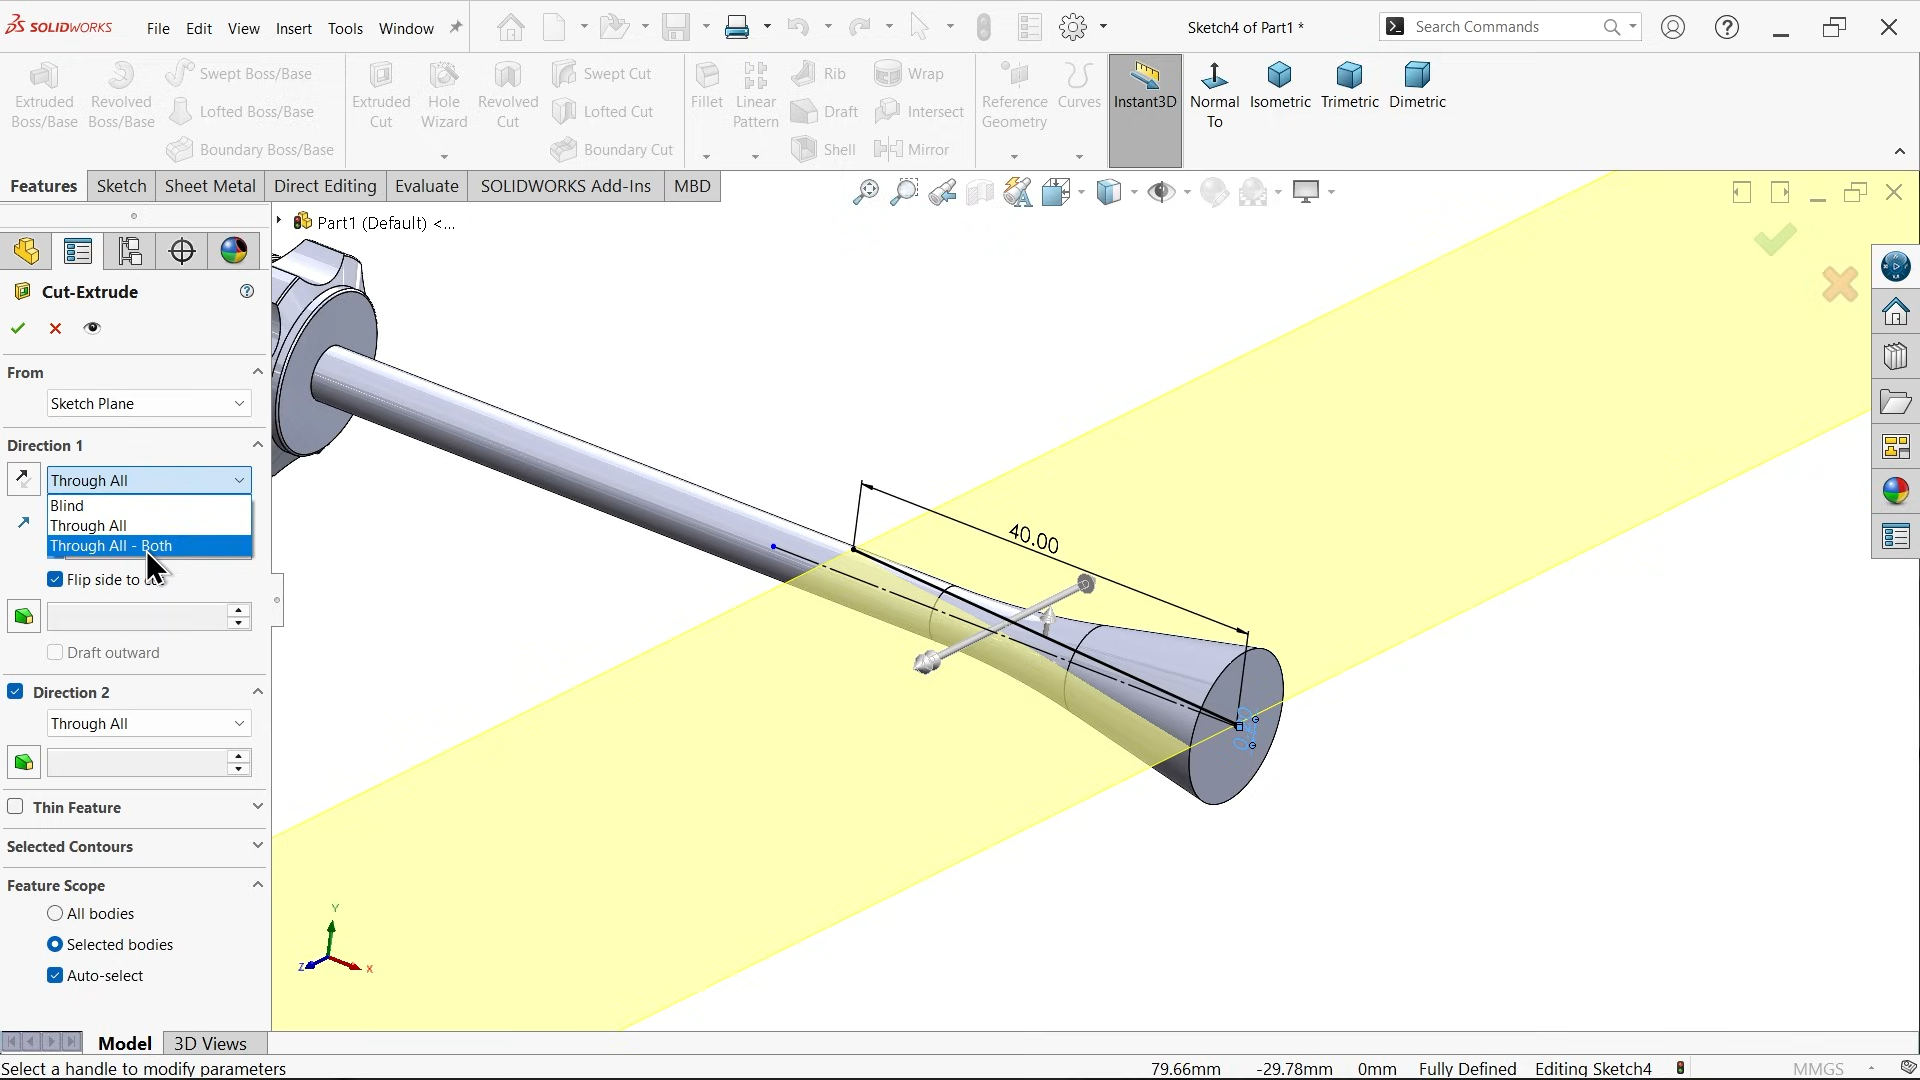 SOLIDWORKS File Edit View Insert Tools Window Sketch4 of Part1 * Search Commands
Extruded Boss/Base
Revolved Boss/Base
Swept Boss/Base
Lofted Boss/Base
Boundary Boss/Base
Extruded Cut
Hole Wizard
Revolved Cut
Swept Cut
Lofted Cut
Boundary Cut
Fillet
Linear Pattern
Rib
Draft
Shell
Wrap
Intersect
Mirror
Reference Geometry
Curves
Instant3D
Normal To
Isometric
Trimetric
Dimetric
Features Sketch Sheet Metal Direct Editing Evaluate SOLIDWORKS Add-Ins MBD
Part1 (Default) <...
Cut-Extrude
From
Sketch Plane
Direction 1
Through All
Blind
Through All
Through All - Both
Flip side to
Draft outward
Direction 2
Through All
Thin Feature
Selected Contours
Feature Scope
All bodies
Selected bodies
Auto-select
40.00
Y
Z
X
Model 3D Views
Select a handle to modify parameters 79.66mm -29.78mm 0mm Fully Defined Editing Sketch4 MMGS